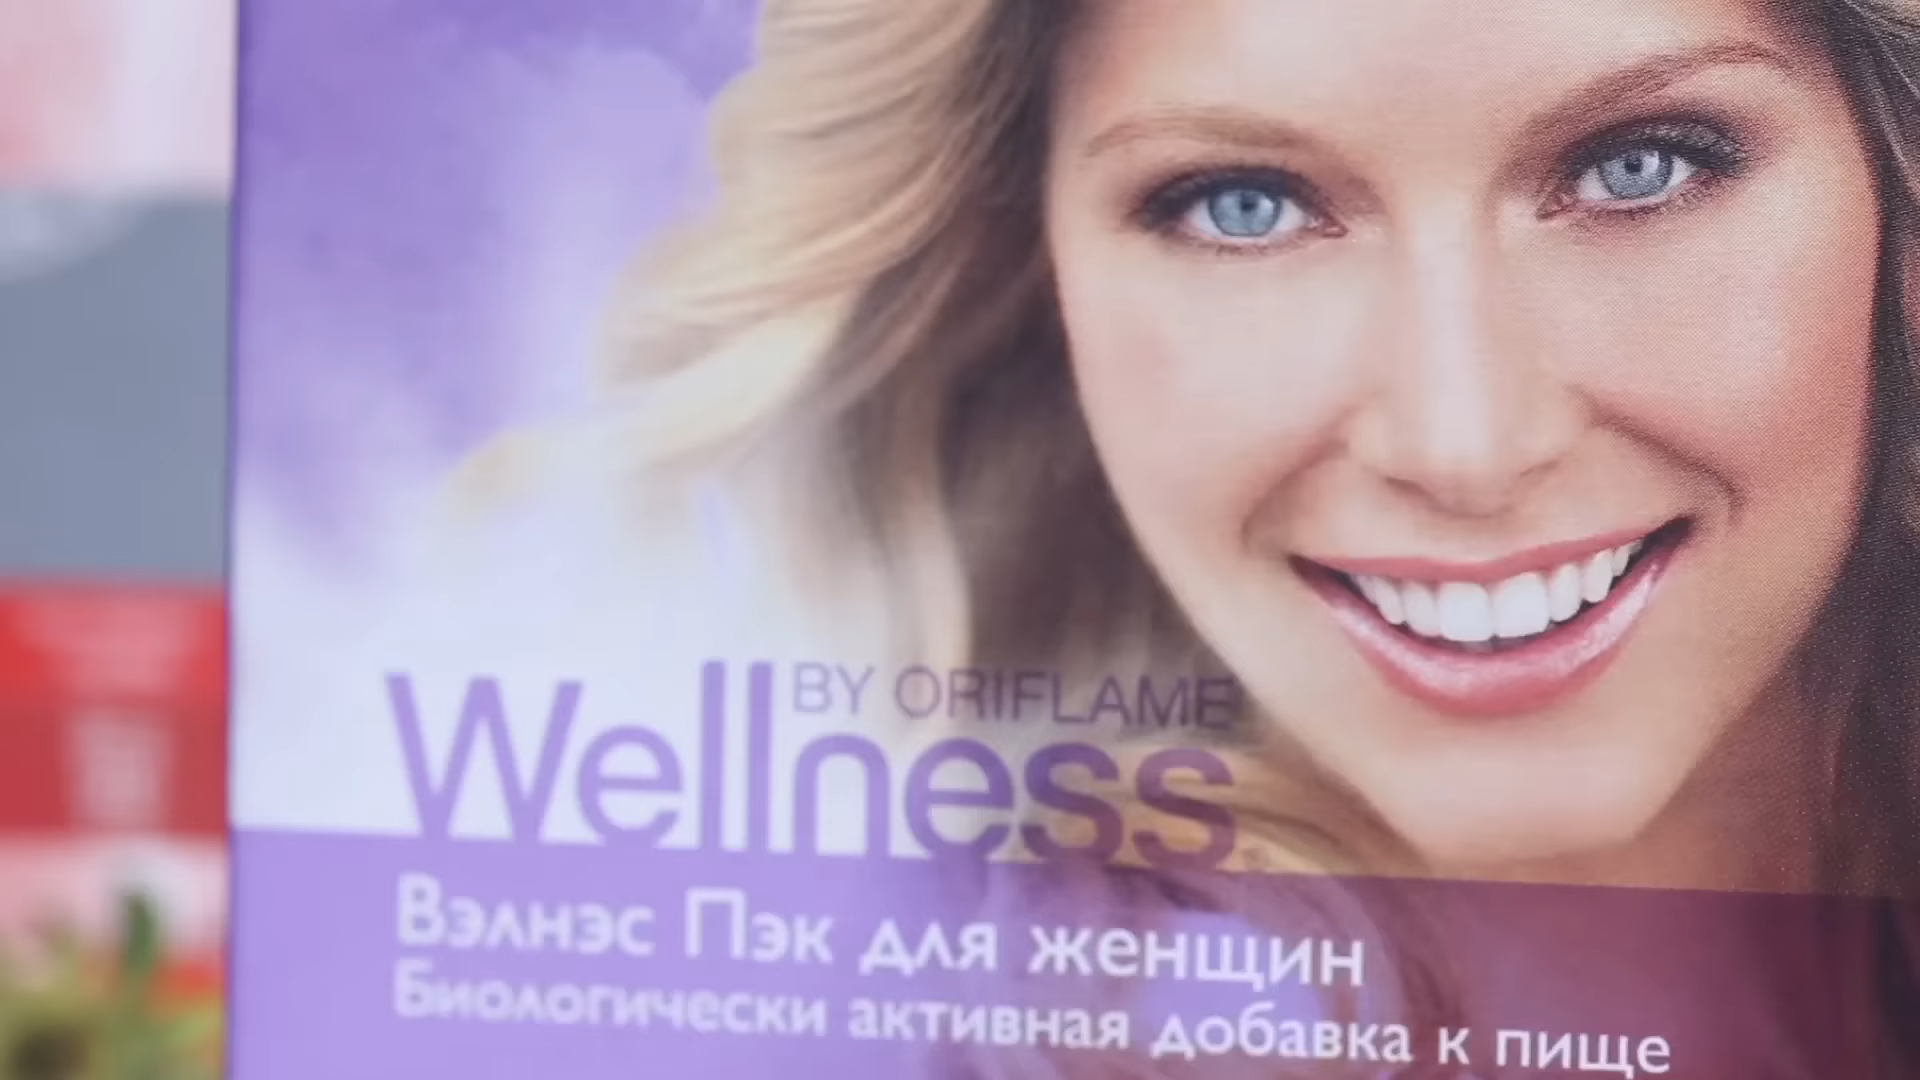 BY ORIFLAME
Wellness
Вэлнэс Пэк для женщин
Биологически активная добавка к пище